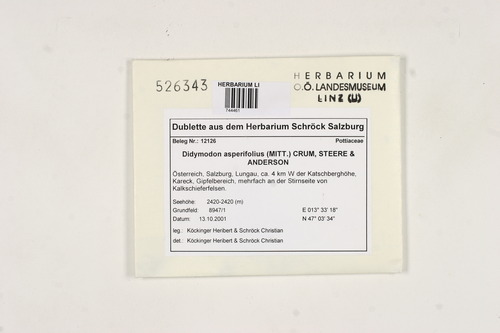 526343
HERBARIUM LI
744461
HERBARIUM
O.Ö. LANDESMUSEUM
LINZ (U)
Dublette aus dem Herbarium Schröck Salzburg
Beleg Nr.: 12126 Pottiaceae
Didymodon asperifolius (MITT.) CRUM, STEERE &
ANDERSON
Österreich, Salzburg, Lungau, ca. 4 km W der Katschberghöhe,
Kareck, Gipfelbereich, mehrfach an der Stirnseite von
Kalkschieferfelsen.
Seehöhe: 2420-2420 (m)
Grundfeld: 8947/1 E 013° 33' 18"
Datum: 13.10.2001 N 47° 03' 34"
leg.: Köckinger Heribert & Schröck Christian
det.: Köckinger Heribert & Schröck Christian